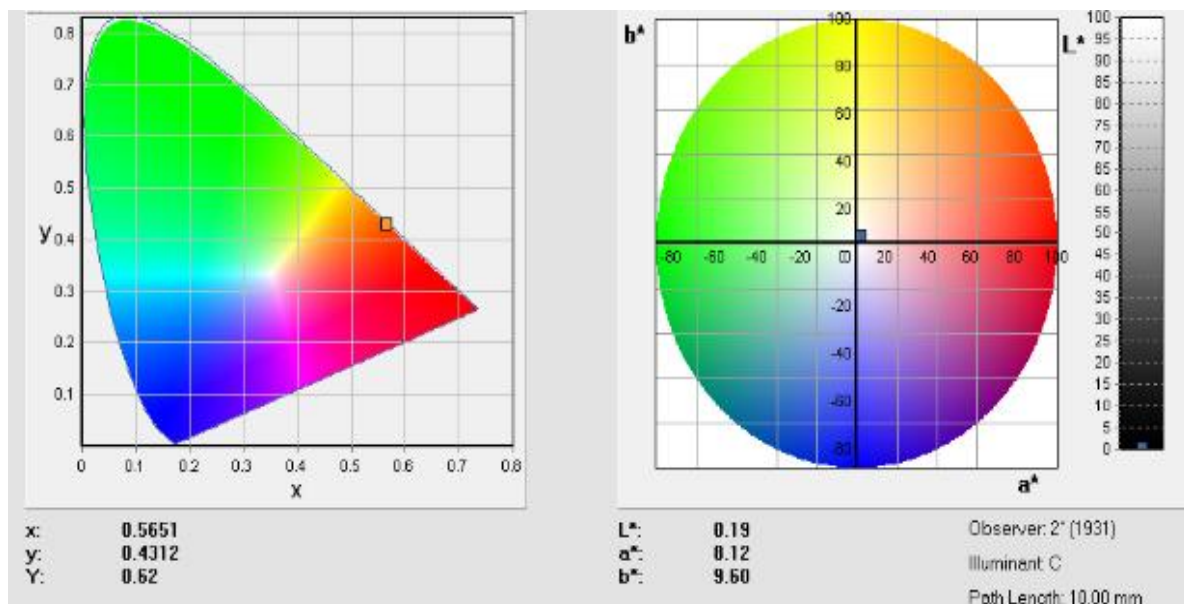 0.8
0.7
0.6
0.5
0.4
0.3
0.2
0.1
y
0 0.1 0.2 0.3 0.4 0.5 0.6 0.7 0.8
x
b*
100
80
60
40
20
-80 -60 -40 -20 0 20 40 60 80 100
-20
-40
-60
-80
a*
L*
100
95
90
85
80
75
70
65
60
55
50
45
40
35
30
25
20
15
10
5
0
x: 0.5651
y: 0.4312
Y: 0.62
L*: 0.19
a*: 0.12
b*: 9.60
Observer: 2° (1931)
Illuminant: C
Path Length: 10.00 mm